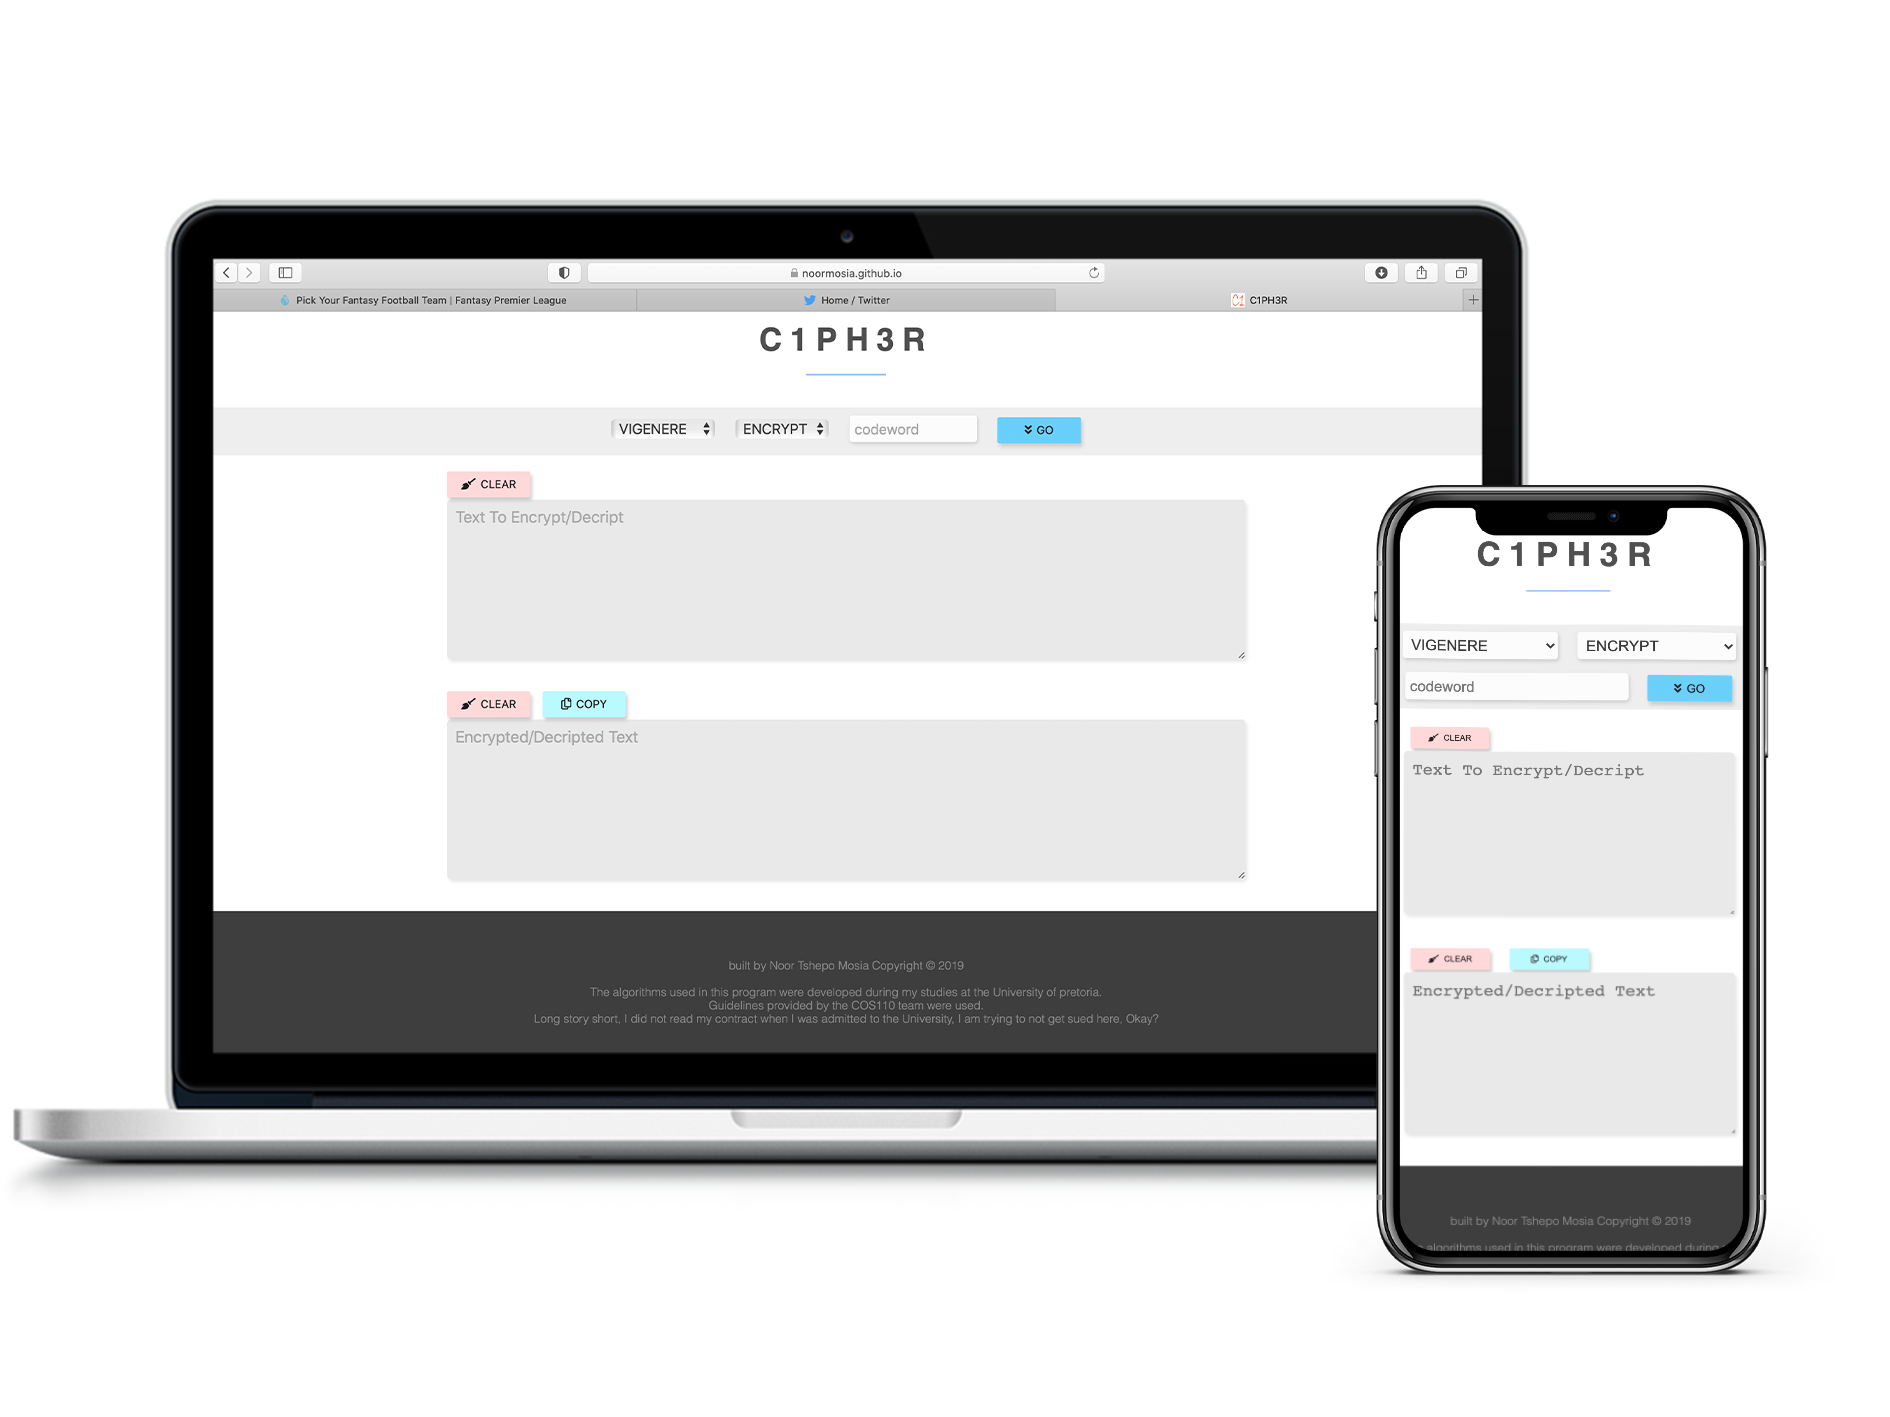 noormosia.github.io
Pick Your Fantasy Football Team | Fantasy Premier League
Home / Twitter
C1PH3R
C1PH3R
VIGENERE
ENCRYPT
codeword
GO
CLEAR
Text To Encrypt/Decript
CLEAR
COPY
Encrypted/Decripted Text
built by Noor Tshepo Mosia Copyright © 2019
The algorithms used in this program were developed during my studies at the University of pretoria.
Guidelines provided by the COS110 team were used.
Long story short, I did not read my contract when I was admitted to the University, I am trying to not get sued here, Okay?
C1PH3R
VIGENERE
ENCRYPT
codeword
GO
CLEAR
Text To Encrypt/Decript
CLEAR
COPY
Encrypted/Decripted Text
built by Noor Tshepo Mosia Copyright © 2019
algorithms used in this program were developed during